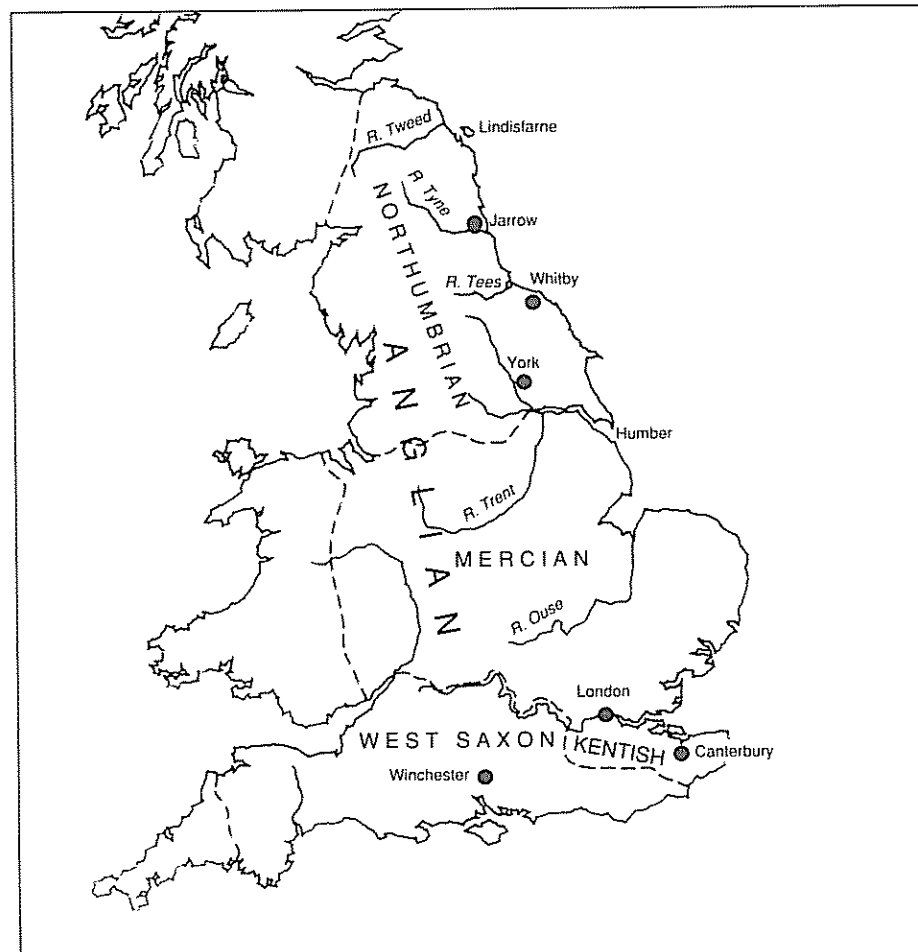 R. Tweed
Lindisfarne
R. Tyne
Jarrow
NORTHUMBRIAN
R. Tees
Whitby
York
Humber
ANGLIAN
R. Trent
MERCIAN
R. Ouse
London
WEST SAXON
KENTISH
Canterbury
Winchester